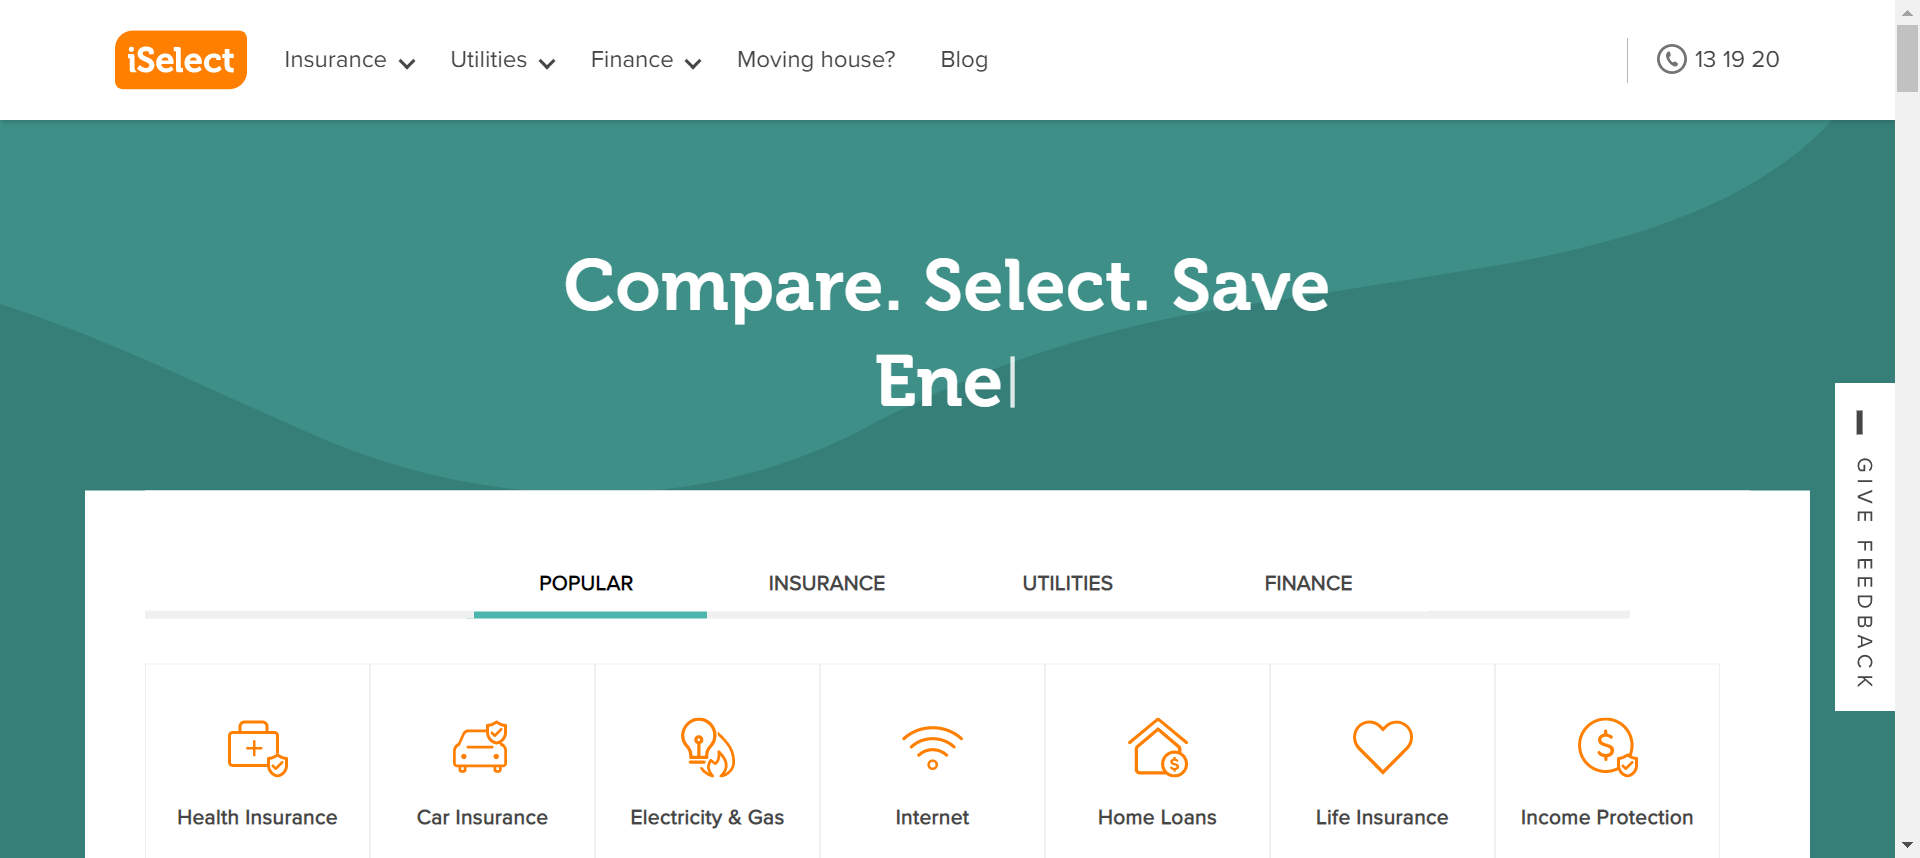 iSelect Insurance Utilities Finance Moving house? Blog 13 19 20
Compare. Select. Save
Ene
GIVE FEEDBACK
POPULAR INSURANCE UTILITIES FINANCE
Health Insurance Car Insurance Electricity & Gas Internet Home Loans Life Insurance Income Protection